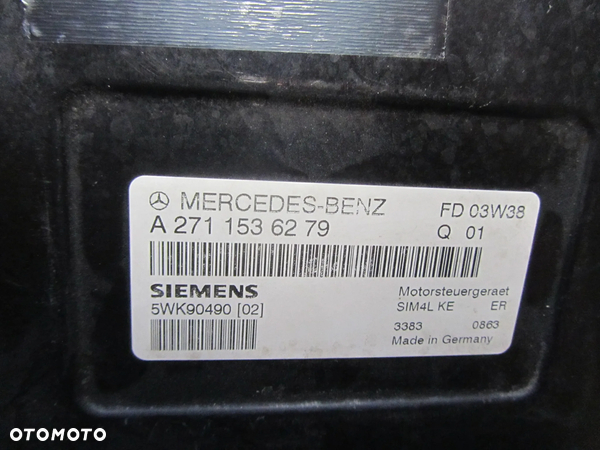 MERCEDES-BENZ FD 03W38
A 271 153 62 79 Q 01
SIEMENS Motorsteuergeraet
5WK90490 [02] SIM4L KE ER
3383 0863
Made in Germany
OTOMOTO